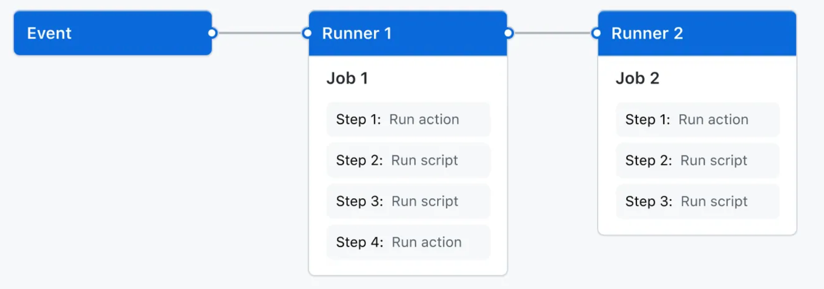 Event
Runner 1
Job 1
Step 1: Run action
Step 2: Run script
Step 3: Run script
Step 4: Run action
Runner 2
Job 2
Step 1: Run action
Step 2: Run script
Step 3: Run script